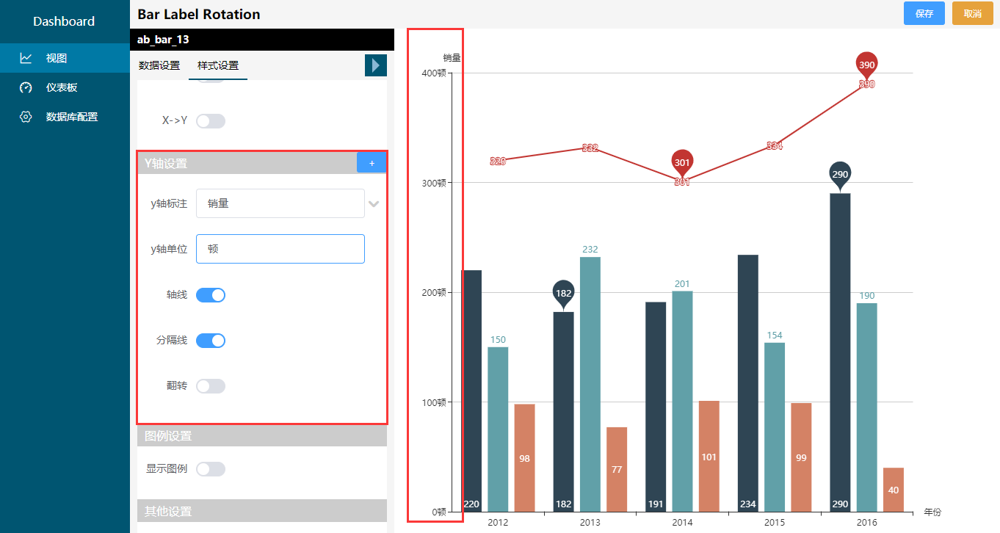 Dashboard
视图
仪表板
数据库配置
Bar Label Rotation
保存
取消
ab_bar_13
数据设置
样式设置
X->Y
Y轴设置
+
y轴标注
销量
y轴单位
顿
轴线
分隔线
翻转
图例设置
显示图例
其他设置
销量
400顿
300顿
200顿
100顿
0顿
320
332
301
301
334
390
390
220
150
98
182
182
232
77
191
201
101
234
154
99
290
290
190
40
2012
2013
2014
2015
2016
年份